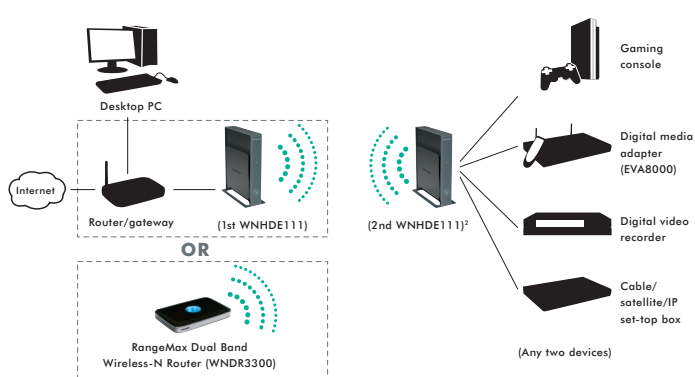 Desktop PC
Internet
Router/gateway
(1st WNHDE111)
OR
RangeMax Dual Band
Wireless-N Router (WNDR3300)
(2nd WNHDE111)²
Gaming
console
Digital media
adapter
(EVA8000)
Digital video
recorder
Cable/
satellite/IP
set-top box
(Any two devices)